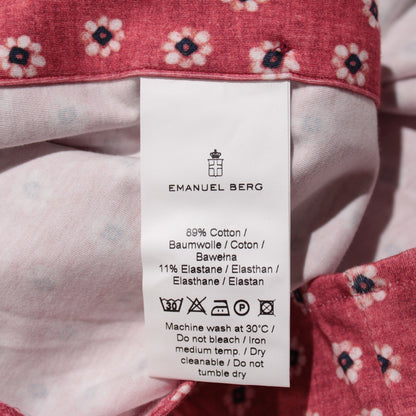 EMANUEL BERG
89% Cotton /
Baumwolle / Coton /
Bawełna
11% Elastane / Elasthan /
Elasthane / Elastan
30 P
Machine wash at 30°C /
Do not bleach / Iron
medium temp. / Dry
cleanable / Do not
tumble dry